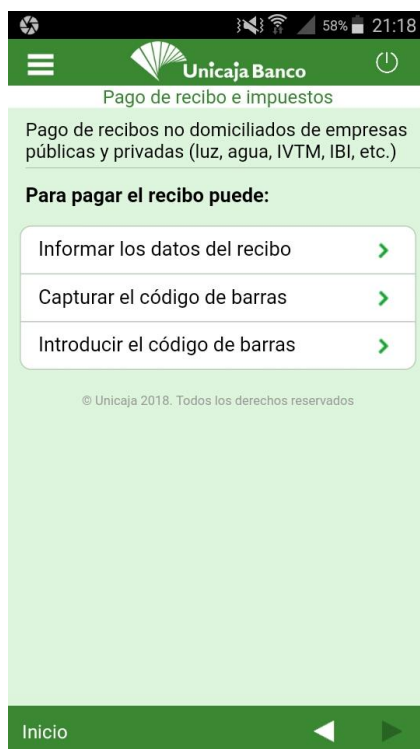 58% 21:18
Unicaja Banco
Pago de recibo e impuestos
Pago de recibos no domiciliados de empresas
públicas y privadas (luz, agua, IVTM, IBI, etc.)
Para pagar el recibo puede:
Informar los datos del recibo
Capturar el código de barras
Introducir el código de barras
© Unicaja 2018. Todos los derechos reservados
Inicio